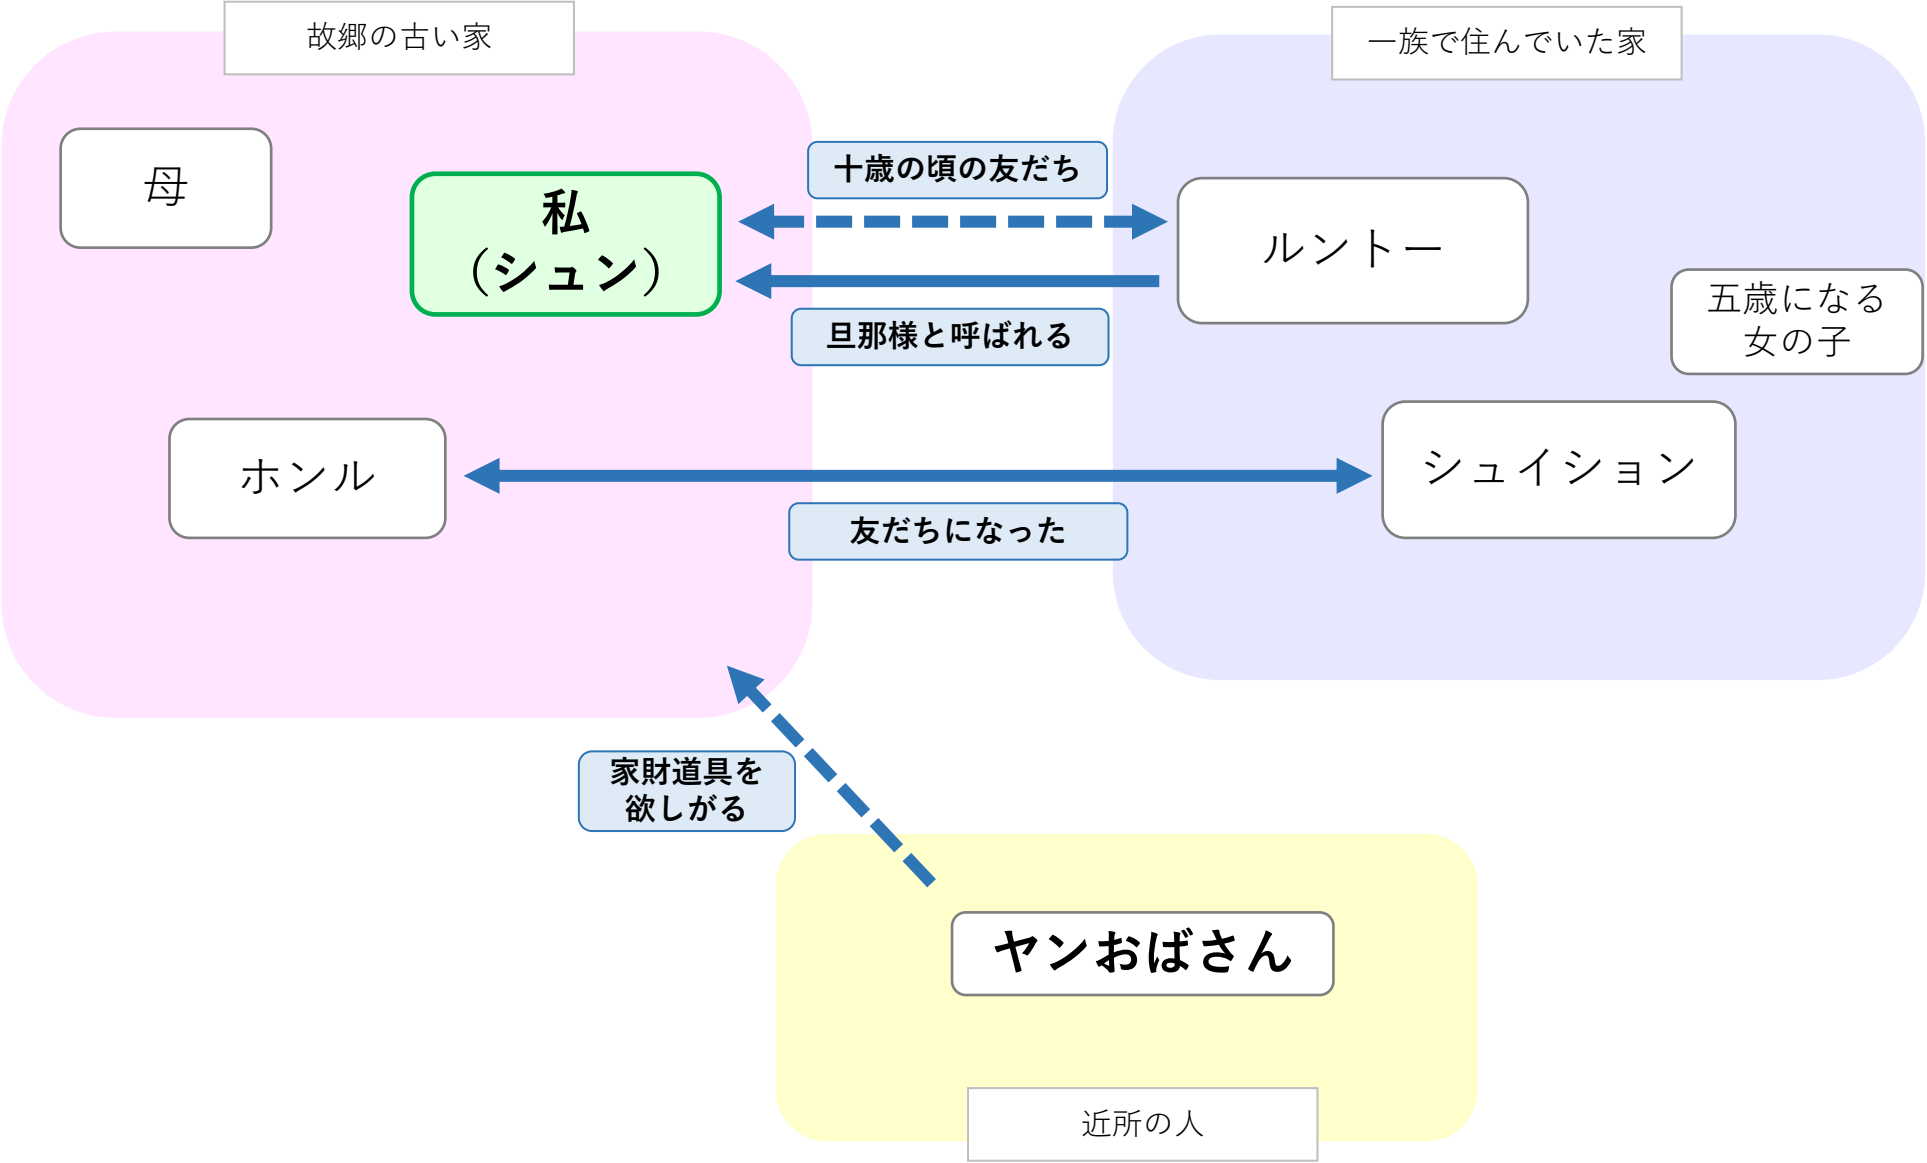 故郷の古い家
一族で住んでいた家
母
私
（シュン）
十歳の頃の友だち
ルントー
旦那様と呼ばれる
五歳になる
女の子
ホンル
シュイション
友だちになった
家財道具を
欲しがる
ヤンおばさん
近所の人